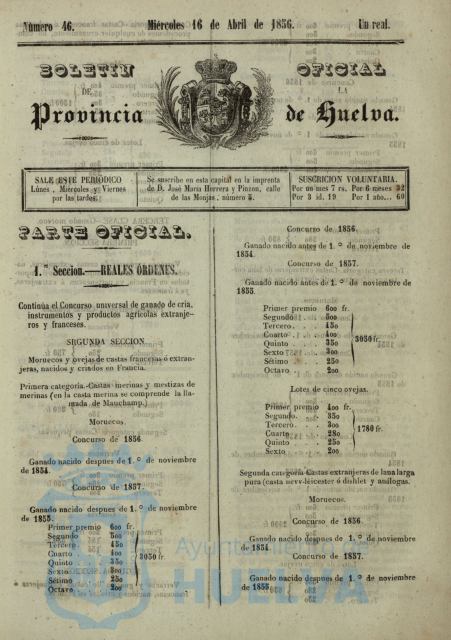 Número 46.
Miércoles 16 de Abril de 1856.
Un real.
BOLETIN OFICIAL
DE LA
Provincia de Huelva.
SALE ESTE PERIÓDICO
Lúnes, Miércoles y Viernes
por las tardes.
Se suscribe en esta capital en la imprenta
de D. José Maria Herrera y Pinzon, calle
de las Monjas, número 5.
SUSCRICION VOLUNTARIA.
Por un mes 7 rs. Por 6 meses 32
Por 3 id. 19 Por 1 año... 60
PARTE OFICIAL.
1.ª Seccion.—REALES ÓRDENES.
Continúa el Concurso universal de ganado de cria,
instrumentos y productos agrícolas extranje-
ros y franceses.
SEGUNDA SECCION
Moruecos y ovejas de castas francesas ó extran-
jeras, nacidos y criados en Francia.
Primera categoría.-Castas merinas y mestizas de
merinas (en la casta merina se comprende la lla-
mada de Mauchamp.)
Moruecos.
Concurso de 1856
Ganado nacido despues de 1.º de noviembre
de 1854.
Concurso de 1857
Ganado nacido despues de 1.º de noviembre
de 1855.
Primer premio 600 fr.
Segundo 500
Tercero 450
Cuarto 400
Quinto 350
Sexto 300
Sétimo 250
Octavo 200
3050 fr.
Concurso de 1856.
Ganado nacido antes de 1.º de noviembre de
1854.
Concurso de 1857.
Ganado nacido antes de 1.º de noviembre de
1855.
Primer premio 600 fr.
Segundo. 500
Tercero. 450
Cuarto 400
Quinto 350
Sexto 300
Sétimo 250
Octavo 200
3050 fr.
Lotes de cinco ovejas.
Primer premio 400 fr.
Segundo. 350
Tercero 300
Cuarto 280
Quinto 250
Sexto 200
1780 fr.
Segunda categoría Castas extranjeras de lana larga
pura (casta new-leicester ó dishlet y análogas.
Moruecos.
Concurso de 1856.
Ganado nacido despues de 1.º de noviembre
de 1854
Concurso de 1857.
Ganado nacido despues de 1.º de noviembre
de 1855
Ayuntamiento de
HUELVA